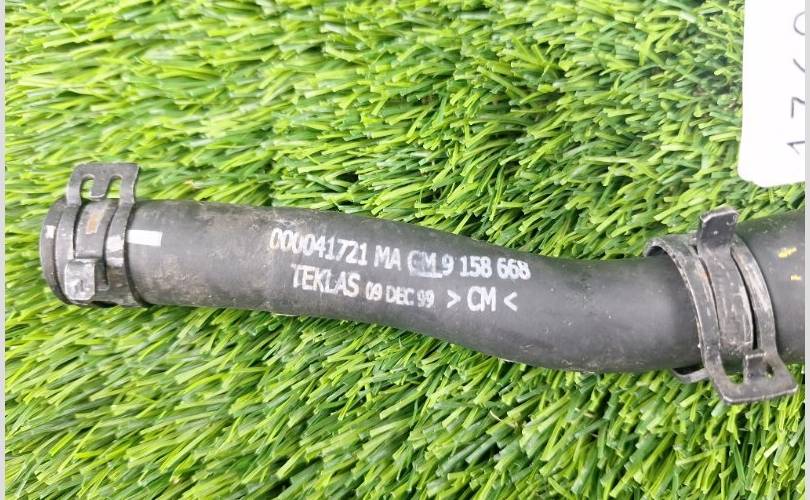 000041721 MA GM 9 158 668
TEKLAS 09 DEC 99 > CM <